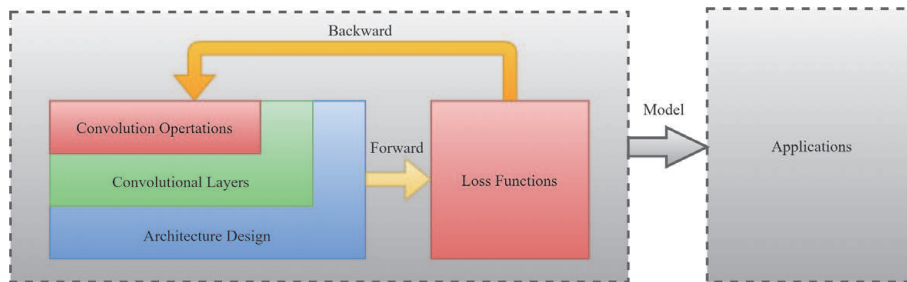 Backward
Convolution Opertations
Convolutional Layers
Architecture Design
Forward
Loss Functions
Model
Applications